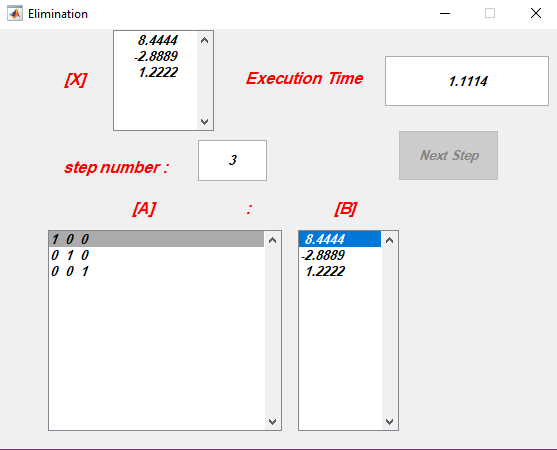 Elimination
[X]
8.4444
-2.8889
1.2222
Execution Time
1.1114
step number :
3
Next Step
[A] : [B]
1 0 0
0 1 0
0 0 1
8.4444
-2.8889
1.2222